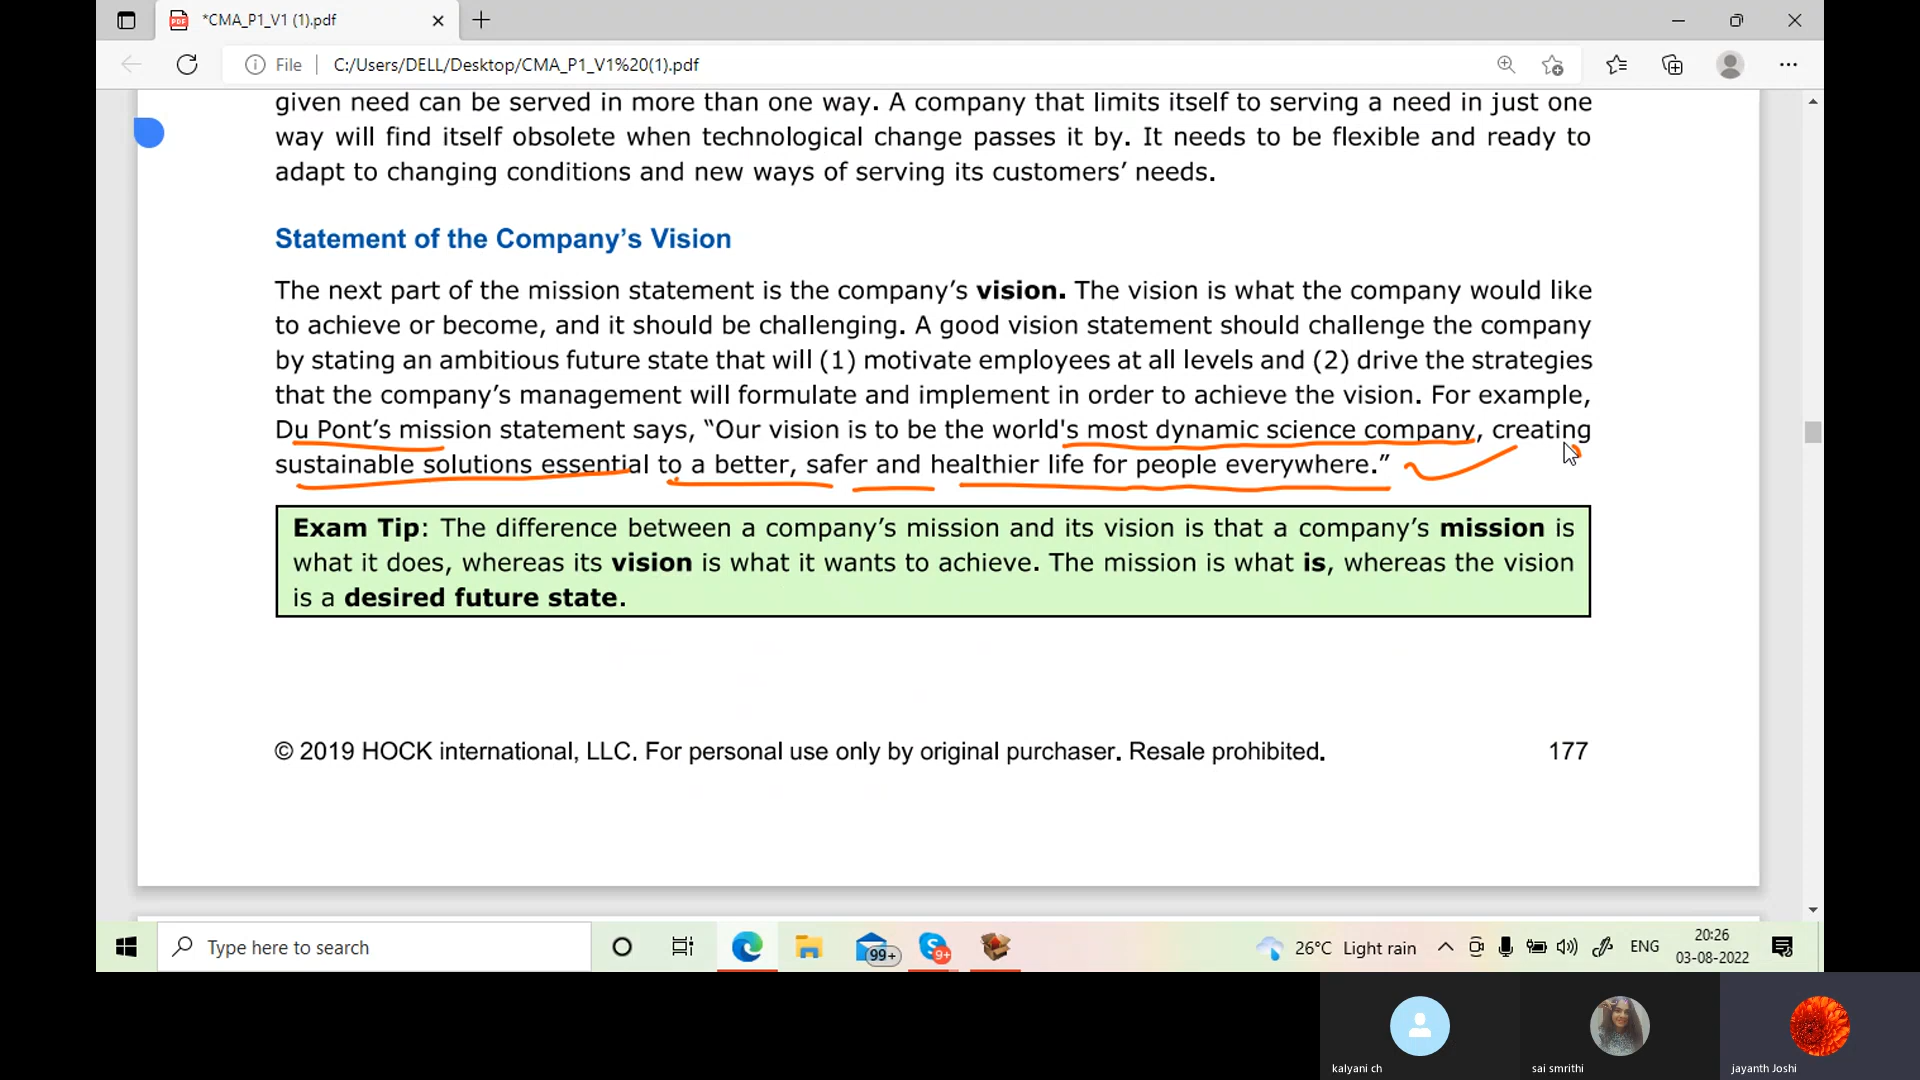 *CMA_P1_V1 (1).pdf
File
C:/Users/DELL/Desktop/CMA_P1_V1%20(1).pdf
given need can be served in more than one way. A company that limits itself to serving a need in just one
way will find itself obsolete when technological change passes it by. It needs to be flexible and ready to
adapt to changing conditions and new ways of serving its customers’ needs.
Statement of the Company’s Vision
The next part of the mission statement is the company’s vision. The vision is what the company would like
to achieve or become, and it should be challenging. A good vision statement should challenge the company
by stating an ambitious future state that will (1) motivate employees at all levels and (2) drive the strategies
that the company’s management will formulate and implement in order to achieve the vision. For example,
Du Pont’s mission statement says, “Our vision is to be the world's most dynamic science company, creating
sustainable solutions essential to a better, safer and healthier life for people everywhere.”
Exam Tip: The difference between a company’s mission and its vision is that a company’s mission is
what it does, whereas its vision is what it wants to achieve. The mission is what is, whereas the vision
is a desired future state.
© 2019 HOCK international, LLC. For personal use only by original purchaser. Resale prohibited.
177
Type here to search
99+
9+
26°C Light rain
ENG
20:26
03-08-2022
kalyani ch
sai smrithi
jayanth Joshi